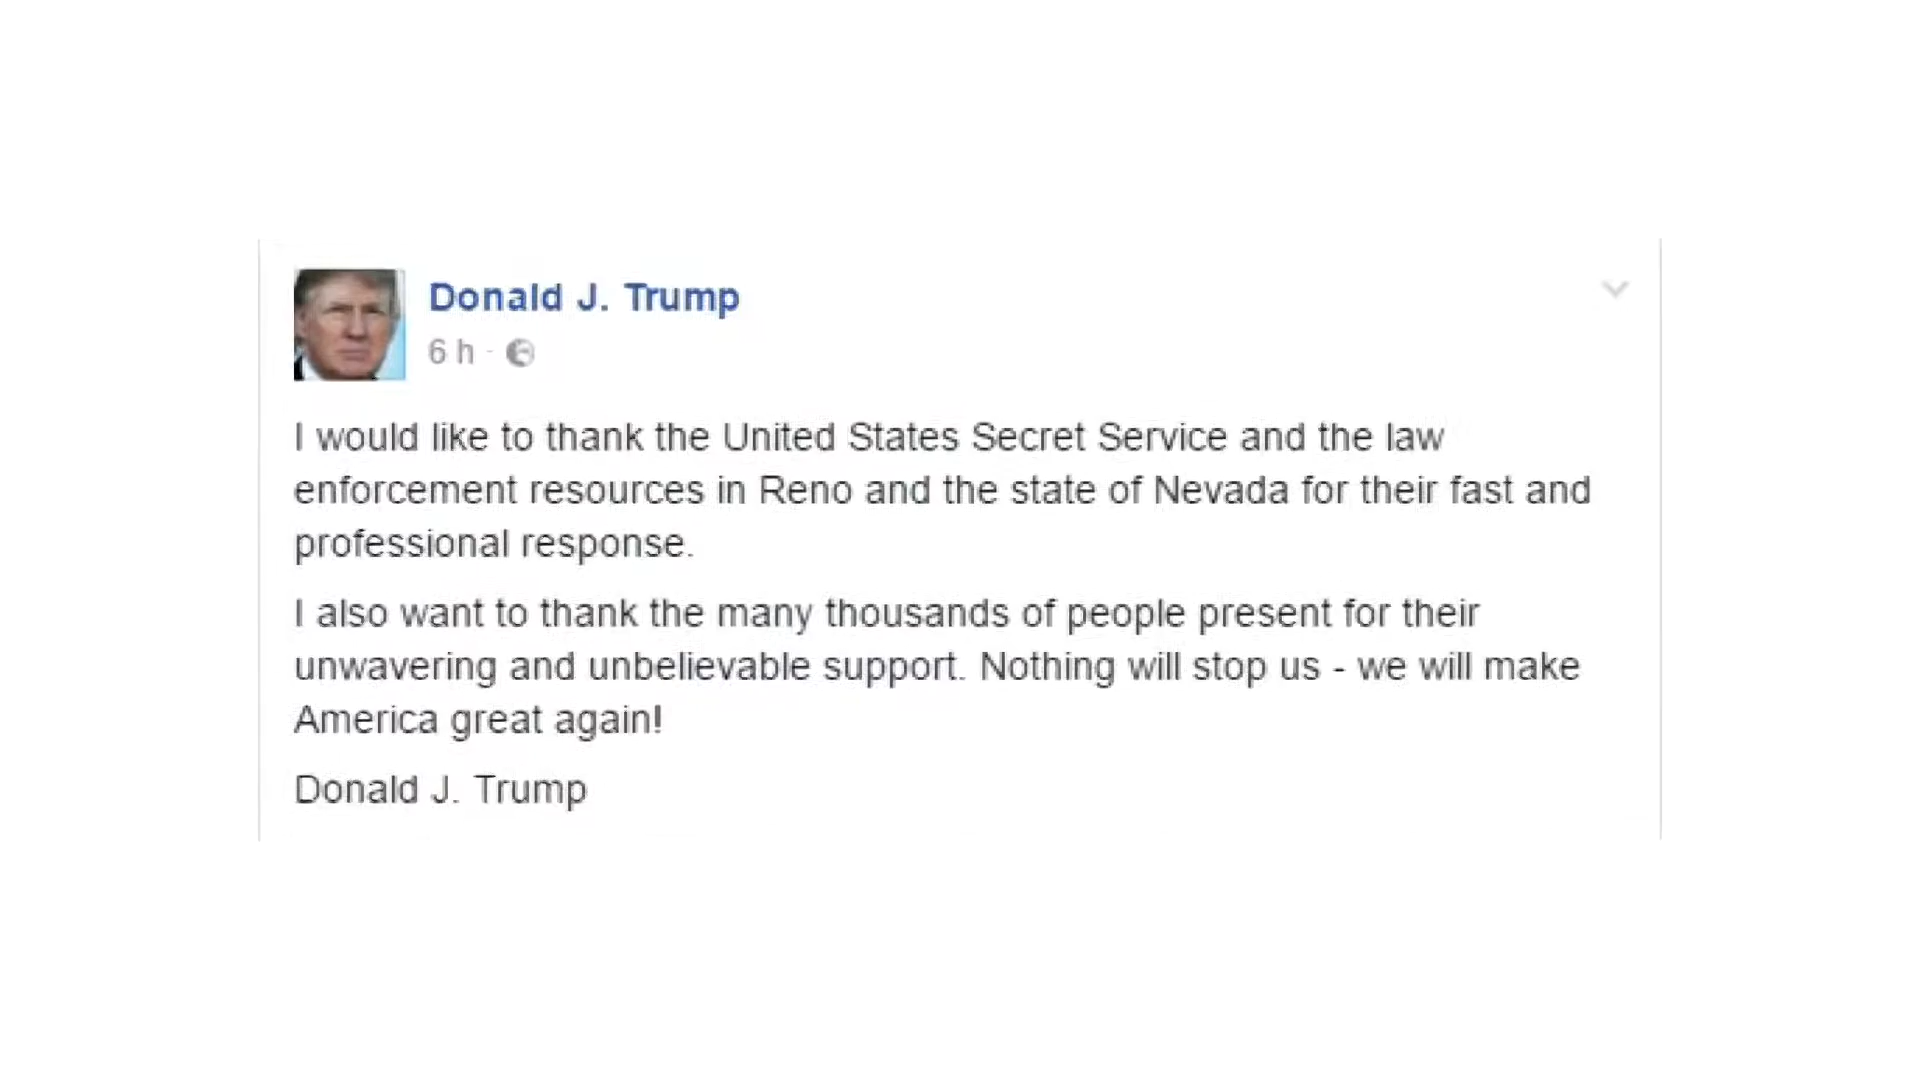 Donald J. Trump
6 h ·
I would like to thank the United States Secret Service and the law
enforcement resources in Reno and the state of Nevada for their fast and
professional response.
I also want to thank the many thousands of people present for their
unwavering and unbelievable support. Nothing will stop us - we will make
America great again!
Donald J. Trump